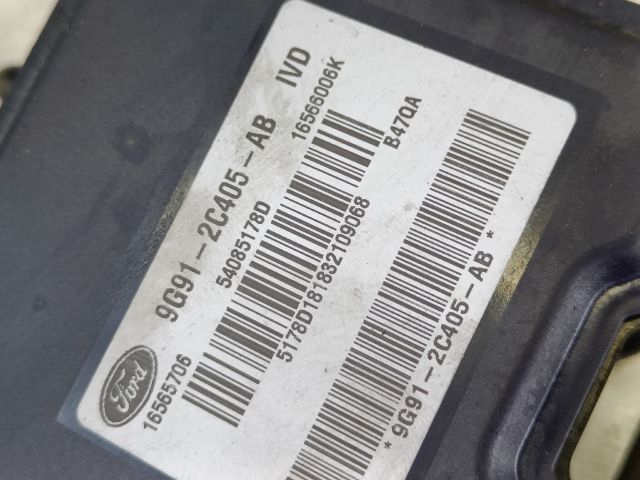 Ford
9G91-2C405-AB IVD
16565706
54085178D
16566006K
5178D181832109068
B47QA
*9G91-2C405-AB*